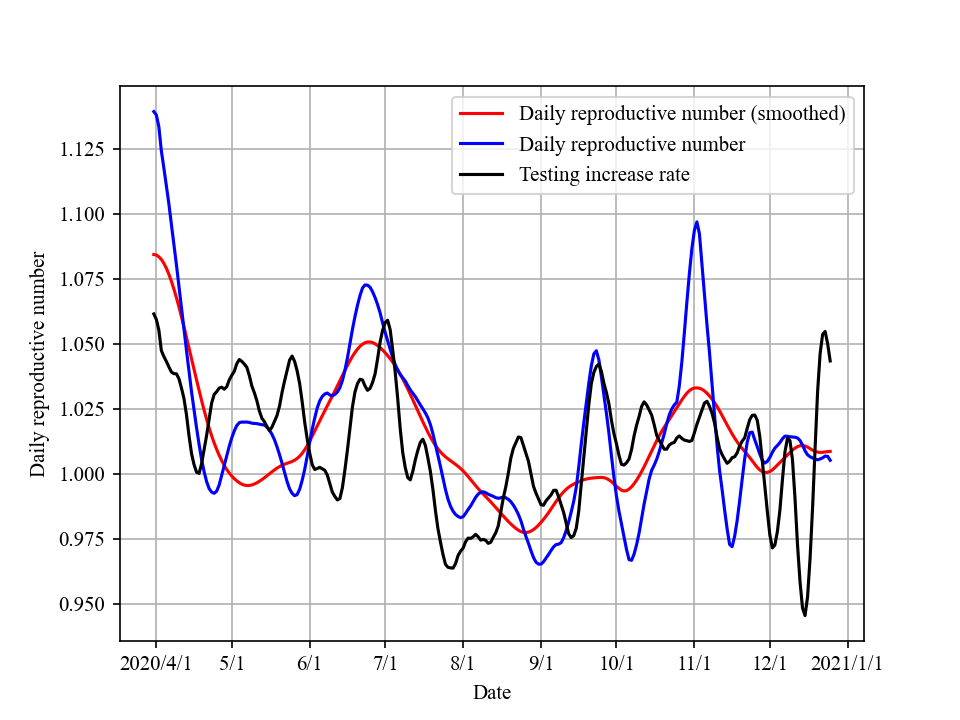 Daily reproductive number (smoothed)
Daily reproductive number
Testing increase rate
Daily reproductive number
1.125
1.100
1.075
1.050
1.025
1.000
0.975
0.950
2020/4/1 5/1 6/1 7/1 8/1 9/1 10/1 11/1 12/1 2021/1/1
Date